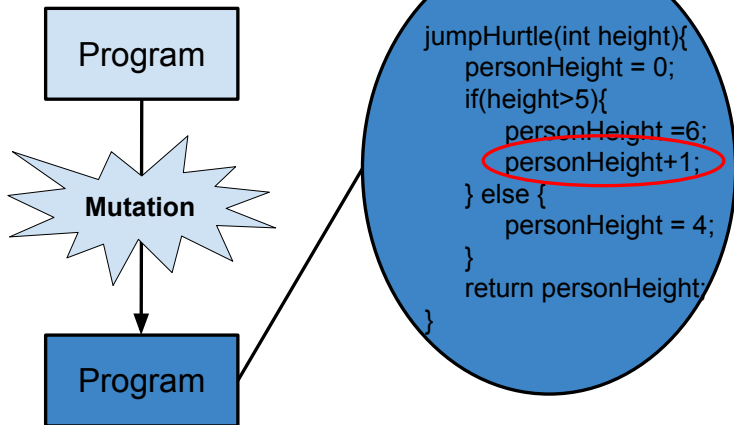 Program
Mutation
Program
jumpHurtle(int height){
personHeight = 0;
if(height>5){
personHeight =6;
personHeight+1;
} else {
personHeight = 4;
}
return personHeight;
}